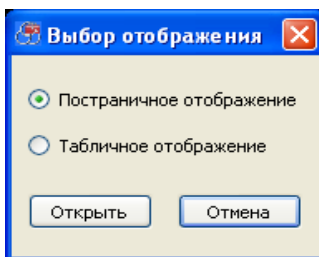 Выбор отображения
Постраничное отображение
Табличное отображение
Открыть Отмена